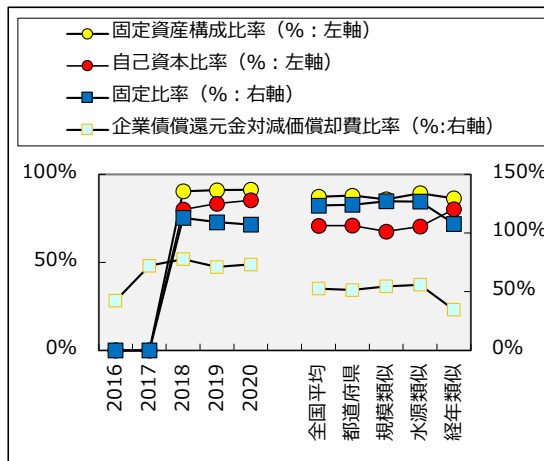 固定資産構成比率（％：左軸）
自己資本比率（％：左軸）
固定比率（％：右軸）
企業債償還元金対減価償却費比率（％:右軸）
100%
50%
0%
150%
100%
50%
0%
2016
2017
2018
2019
2020
全国平均
都道府県
規模類似
水源類似
経年類似